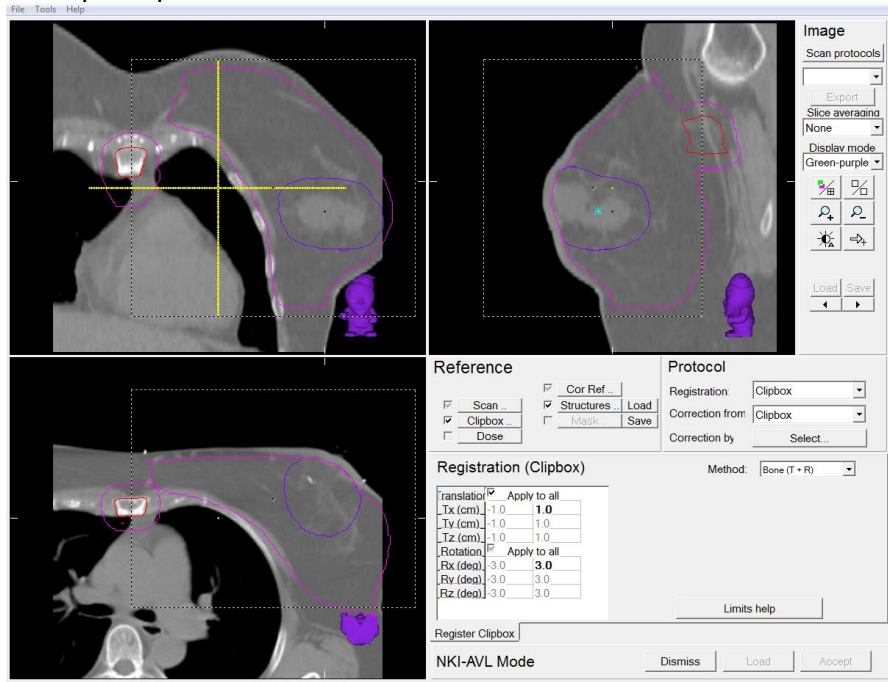 File Tools Help
Image
Scan protocols
Export
Slice averaging
None
Display mode
Green-purple
Load Save
Reference
Cor Ref ..
Scan ..
Structures .. Load
Clipbox ..
Mask .. Save
Dose
Protocol
Registration: Clipbox
Correction from Clipbox
Correction by Select...
Registration (Clipbox)
Method: Bone (T + R)
Translation Apply to all
Tx (cm) -1.0 1.0
Ty (cm) -1.0 1.0
Tz (cm) -1.0 1.0
Rotation Apply to all
Rx (deg) -3.0 3.0
Ry (deg) -3.0 3.0
Rz (deg) -3.0 3.0
Limits help
Register Clipbox
NKI-AVL Mode
Dismiss Load Accept